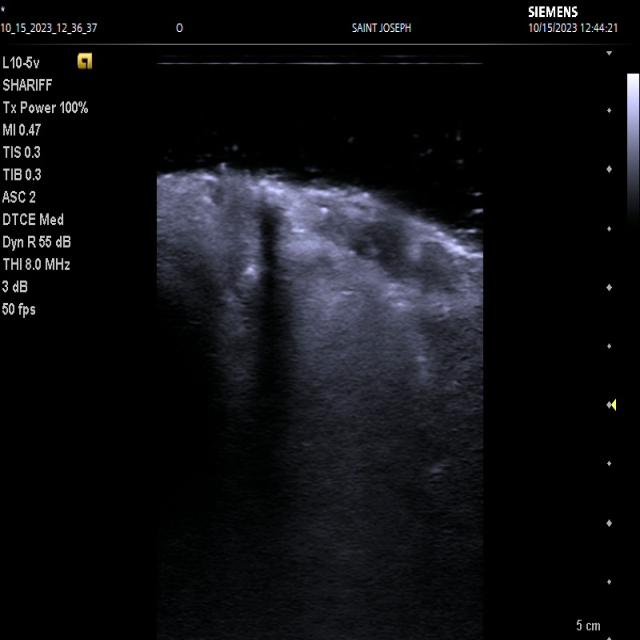 *
SIEMENS
10_15_2023_12_36_37 O SAINT JOSEPH 10/15/2023 12:44:21
L10-5v
SHARIFF
Tx Power 100%
MI 0.47
TIS 0.3
TIB 0.3
ASC 2
DTCE Med
Dyn R 55 dB
THI 8.0 MHz
3 dB
50 fps
5 cm